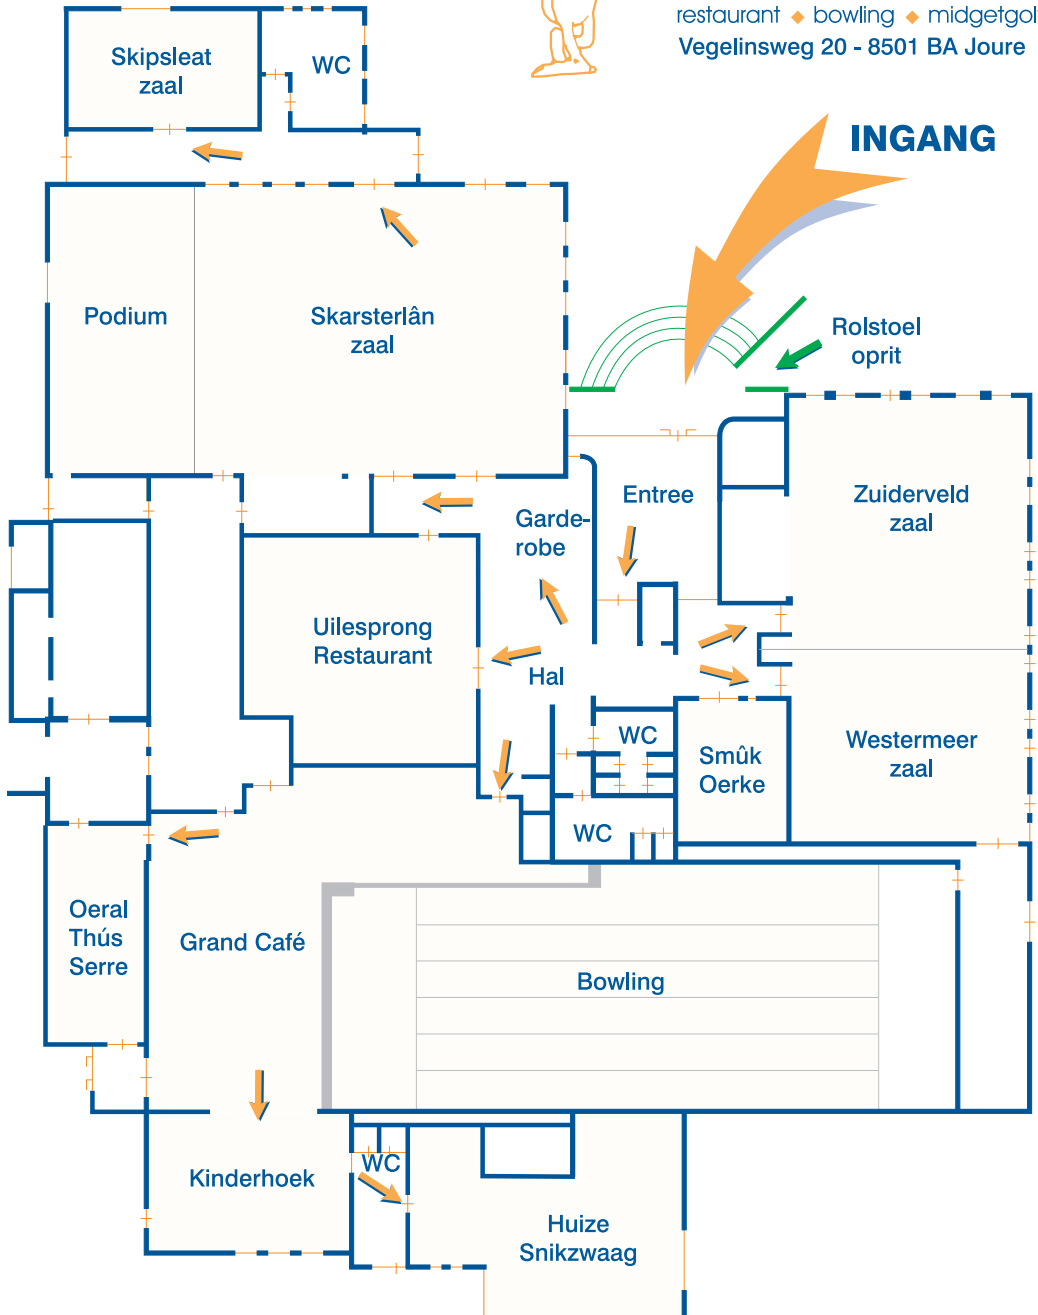 restaurant ◆ bowling ◆ midgetgol
Vegelinsweg 20 - 8501 BA Joure
Skipsleat
zaal
WC
INGANG
Podium
Skarsterlân
zaal
Rolstoel
oprit
Entree
Garde-
robe
Zuiderveld
zaal
Uilesprong
Restaurant
Hal
WC
Smûk
Oerke
Westermeer
zaal
WC
Oeral
Thús
Serre
Grand Café
Bowling
Kinderhoek
WC
Huize
Snikzwaag